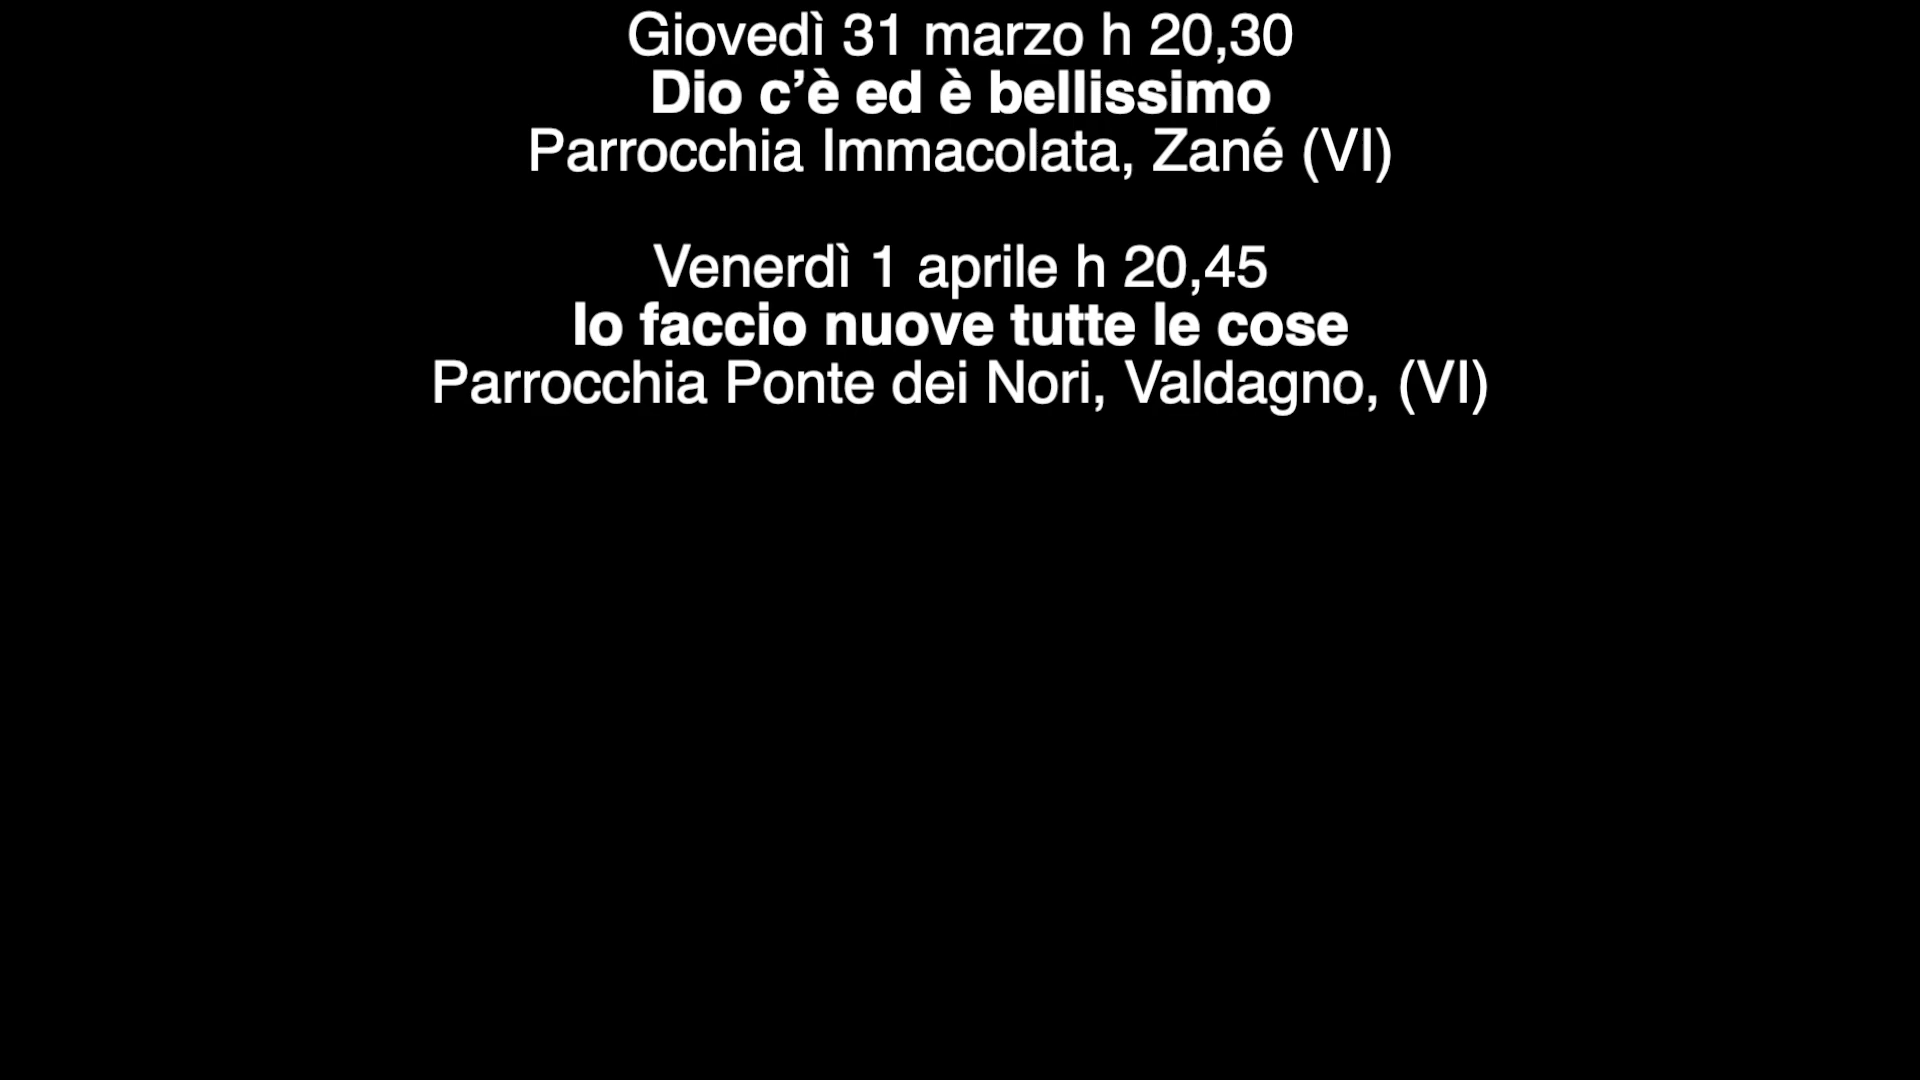 Giovedì 31 marzo h 20,30
Dio c’è ed è bellissimo
Parrocchia Immacolata, Zané (VI)
Venerdì 1 aprile h 20,45
Io faccio nuove tutte le cose
Parrocchia Ponte dei Nori, Valdagno, (VI)